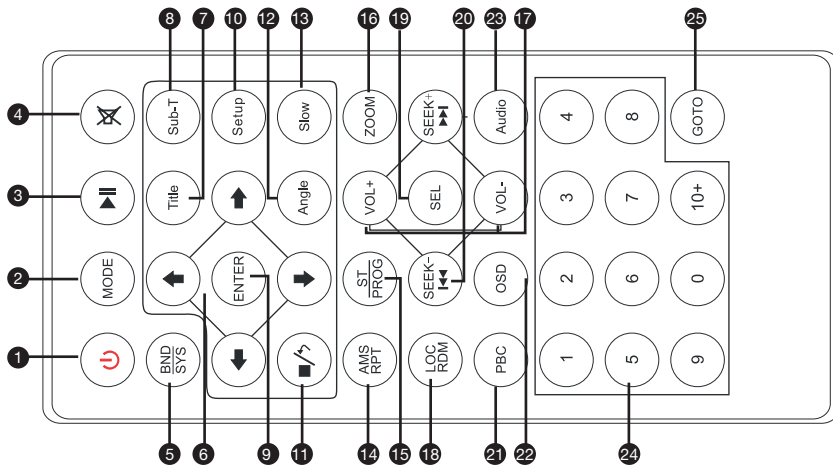 8 7 10 12 13 16 19 20 23 17 25
4
3
2
1
MODE
BND
SYS
Sub-T
Title
Setup
ENTER
Slow
Angle
ZOOM
VOL+
ST
PROG
AMS
RPT
SEEK+
SEL
SEEK-
LOC
RDM
Audio
VOL-
OSD
PBC
1 2 3 4
5 6 7 8
9 0 10+ GOTO
5 6 9 11 14 15 18 21 22 24